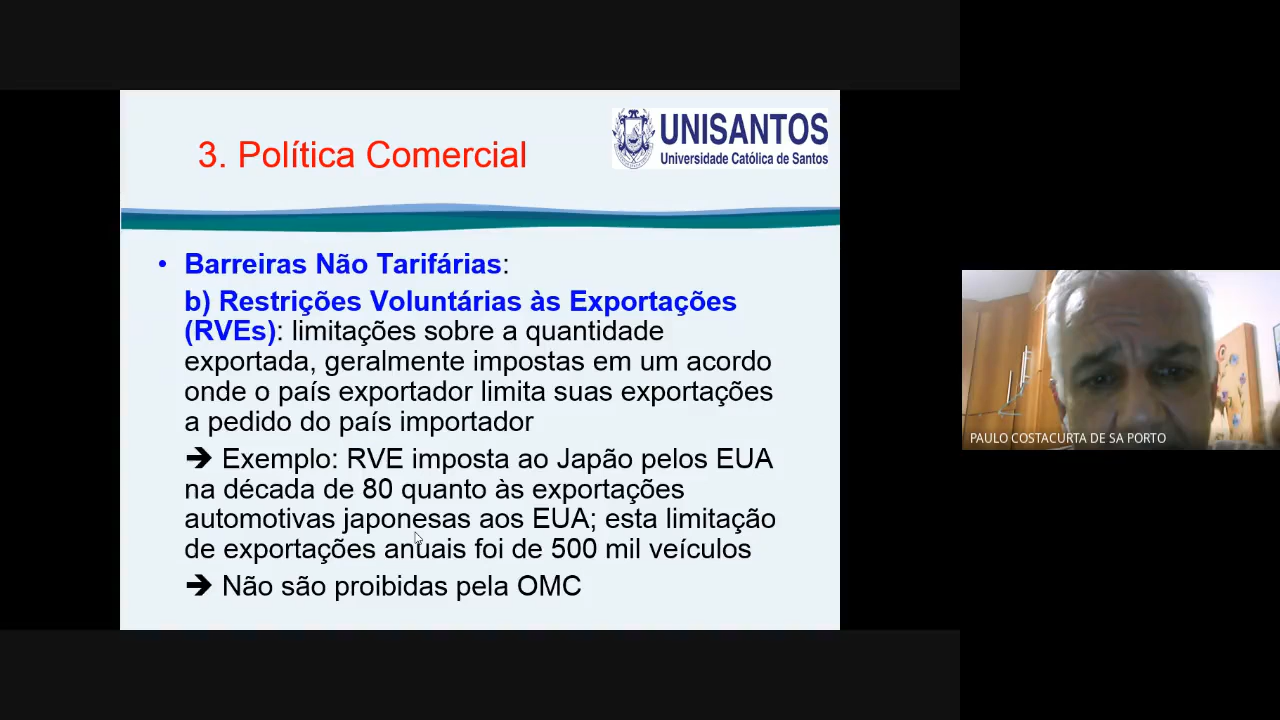 3. Política Comercial
UNISANTOS
Universidade Católica de Santos
• Barreiras Não Tarifárias:
b) Restrições Voluntárias às Exportações
(RVEs): limitações sobre a quantidade
exportada, geralmente impostas em um acordo
onde o país exportador limita suas exportações
a pedido do país importador
➔ Exemplo: RVE imposta ao Japão pelos EUA
na década de 80 quanto às exportações
automotivas japonesas aos EUA; esta limitação
de exportações anuais foi de 500 mil veículos
➔ Não são proibidas pela OMC
PAULO COSTACURTA DE SA PORTO